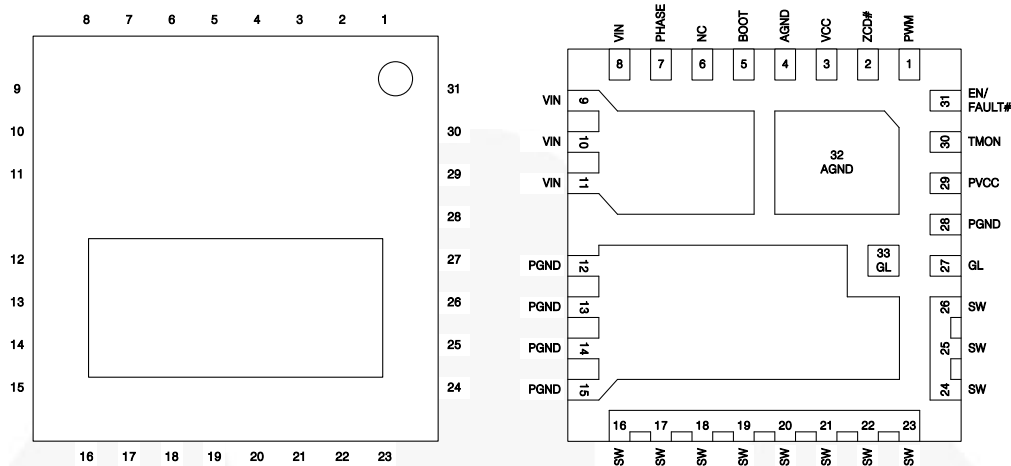 8 7 6 5 4 3 2 1
9
10
11
12
13
14
15
31
30
29
28
27
26
25
24
16 17 18 19 20 21 22 23
VIN PHASE NC BOOT AGND VCC ZCD# PWM
8 7 6 5 4 3 2 1
VIN 9
VIN 10
VIN 11
PGND 12
PGND 13
PGND 14
PGND 15
32
AGND
33
GL
31 EN/
FAULT#
30 TMON
29 PVCC
28 PGND
27 GL
26 SW
25 SW
24 SW
16 17 18 19 20 21 22 23
SW SW SW SW SW SW SW SW